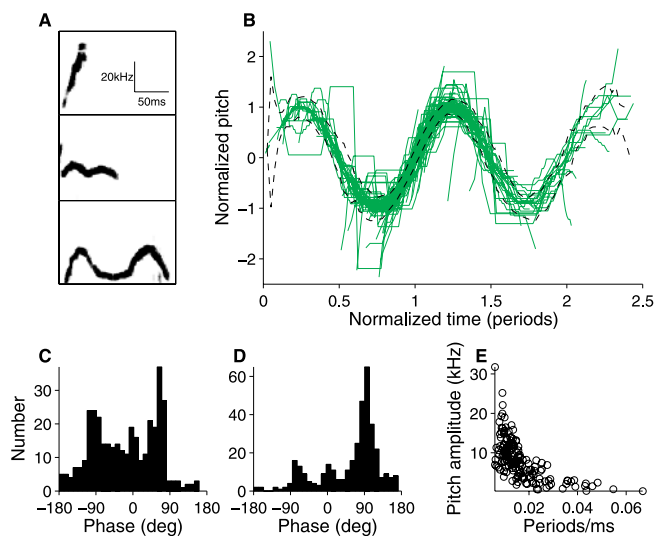 A
20kHz
50ms
B
Normalized pitch
2
1
0
−1
−2
0
0.5
1
1.5
2
2.5
Normalized time (periods)
C
Number
40
30
20
10
0
−180
−90
0
90
180
Phase (deg)
D
60
40
20
0
−180
−90
0
90
180
Phase (deg)
E
Pitch amplitude (kHz)
30
20
10
0.02
0.04
0.06
Periods/ms